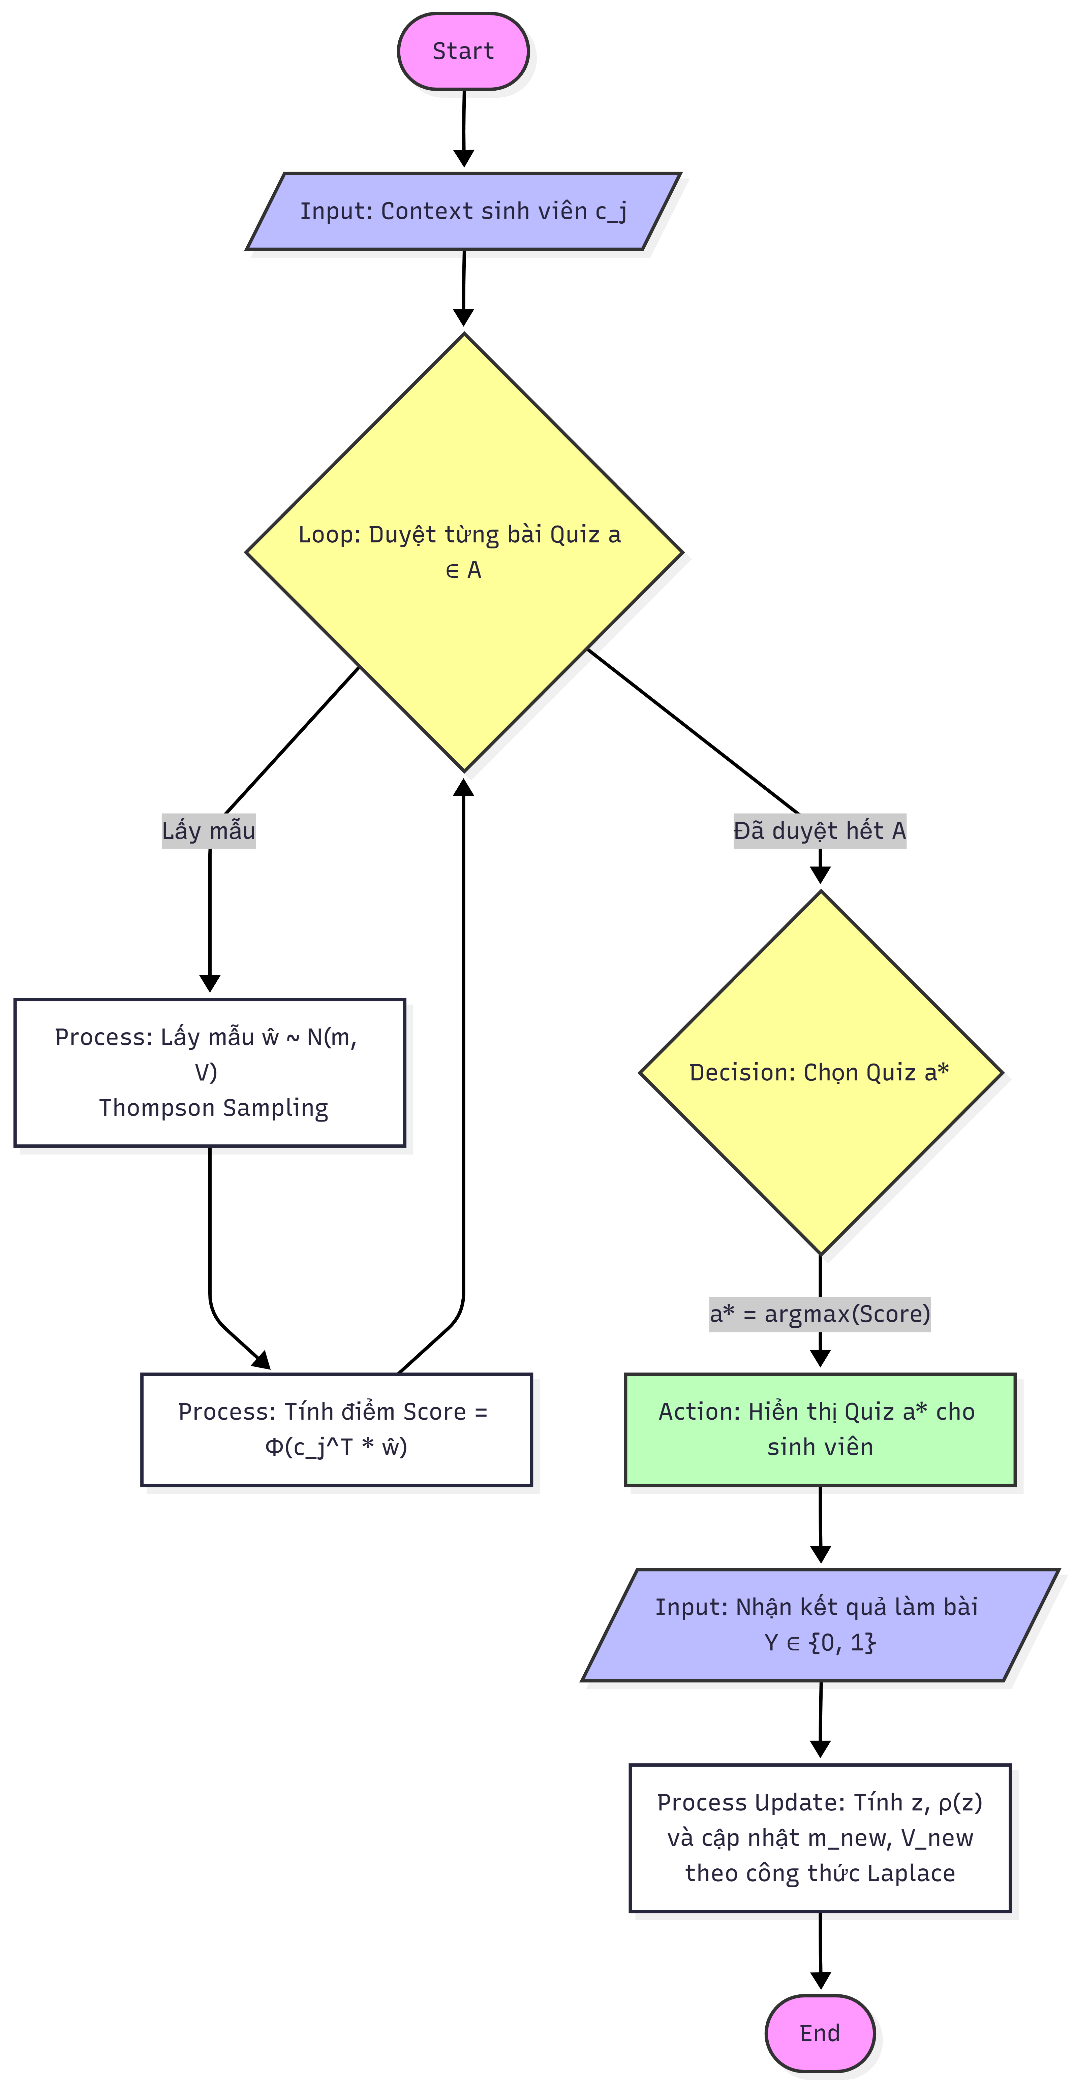 Start
Input: Context sinh viên c_j
Loop: Duyệt từng bài Quiz a
∈ A
Lấy mẫu
Đã duyệt hết A
Process: Lấy mẫu ŵ ~ N(m,
V)
Thompson Sampling
Decision: Chọn Quiz a*
a* = argmax(Score)
Process: Tính điểm Score =
Φ(c_j^T * ŵ)
Action: Hiển thị Quiz a* cho
sinh viên
Input: Nhận kết quả làm bài
Y ∈ {0, 1}
Process Update: Tính z, ρ(z)
và cập nhật m_new, V_new
theo công thức Laplace
End